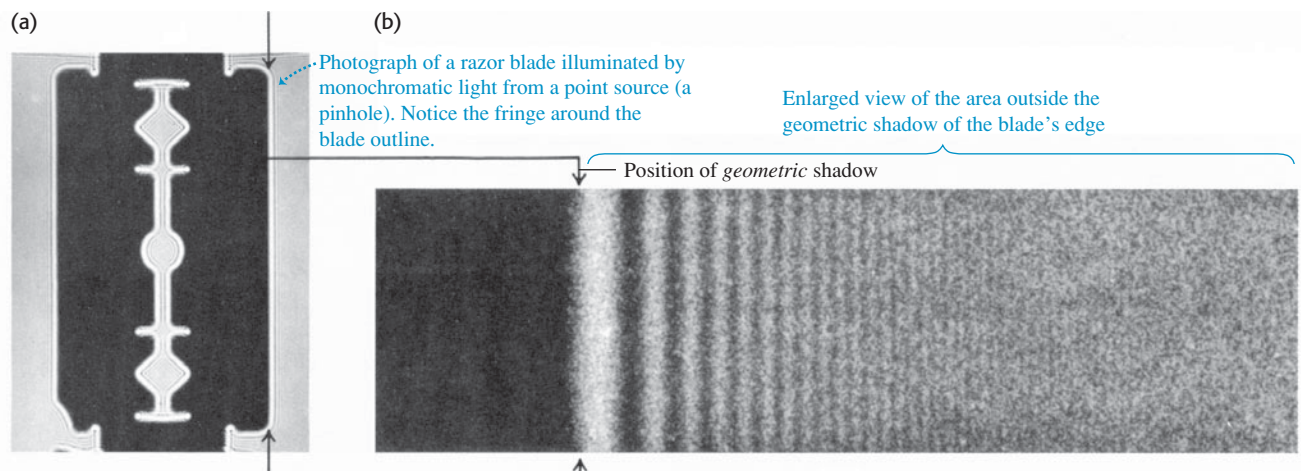 (a)
Photograph of a razor blade illuminated by
monochromatic light from a point source (a
pinhole). Notice the fringe around the
blade outline.
(b)
Enlarged view of the area outside the
geometric shadow of the blade's edge
Position of geometric shadow